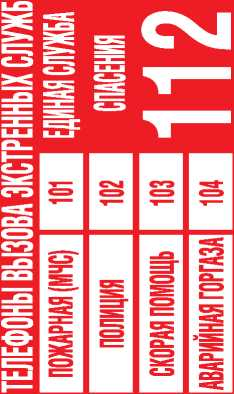 ТЕЛЕФОНЫ ВЫЗОВА ЭКСТРЕННЫХ СЛУЖБ
ЕДИНАЯ СЛУЖБА
СПАСЕНИЯ
112
ПОЖАРНАЯ (МЧС) 101
ПОЛИЦИЯ 102
СКОРАЯ ПОМОЩЬ 103
АВАРИЙНАЯ ГОРГАЗА 104